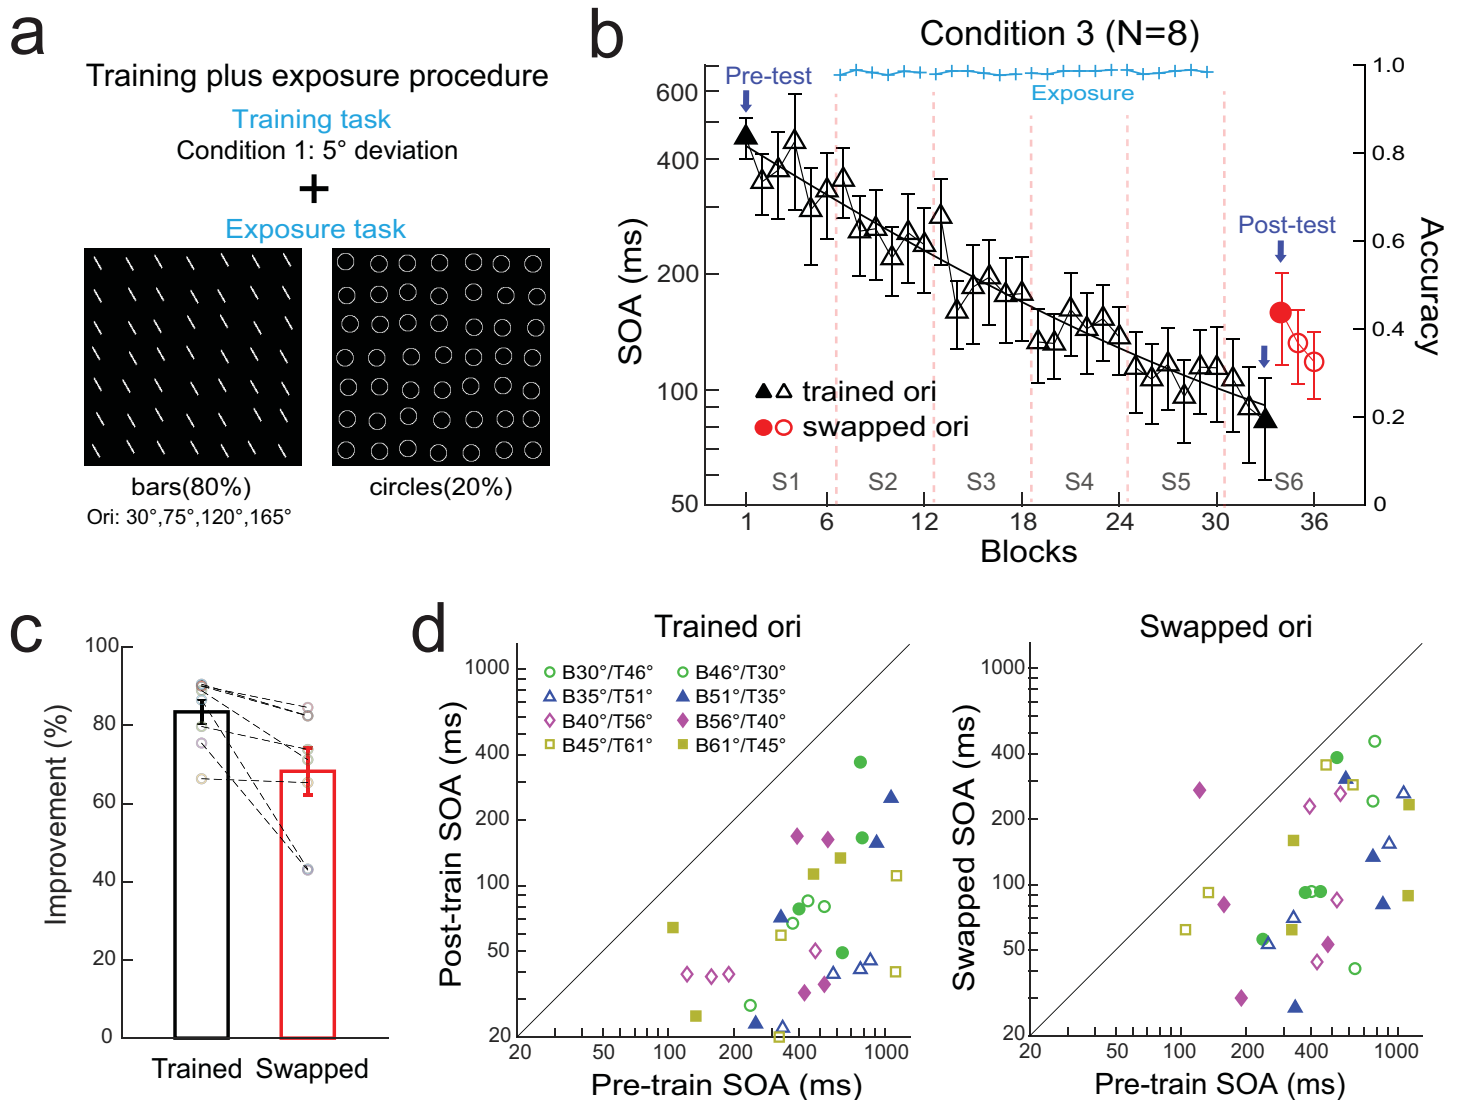 a
Training plus exposure procedure
Training task
Condition 1: 5° deviation
+
Exposure task
bars(80%)
circles(20%)
Ori: 30°,75°,120°,165°
b
Condition 3 (N=8)
Pre-test
Exposure
Post-test
SOA (ms)
600
400
200
100
50
1.0
0.8
0.6
0.4
0.2
0
Accuracy
trained ori
swapped ori
S1 S2 S3 S4 S5 S6
1 6 12 18 24 30 36
Blocks
c
Improvement (%)
100
80
60
40
20
0
Trained Swapped
d
Trained ori
Post-train SOA (ms)
1000
400
200
100
50
20
B30°/T46° B46°/T30°
B35°/T51° B51°/T35°
B40°/T56° B56°/T40°
B45°/T61° B61°/T45°
20 50 100 200 400 1000
Pre-train SOA (ms)
Swapped ori
Swapped SOA (ms)
1000
400
200
100
50
20
20 50 100 200 400 1000
Pre-train SOA (ms)